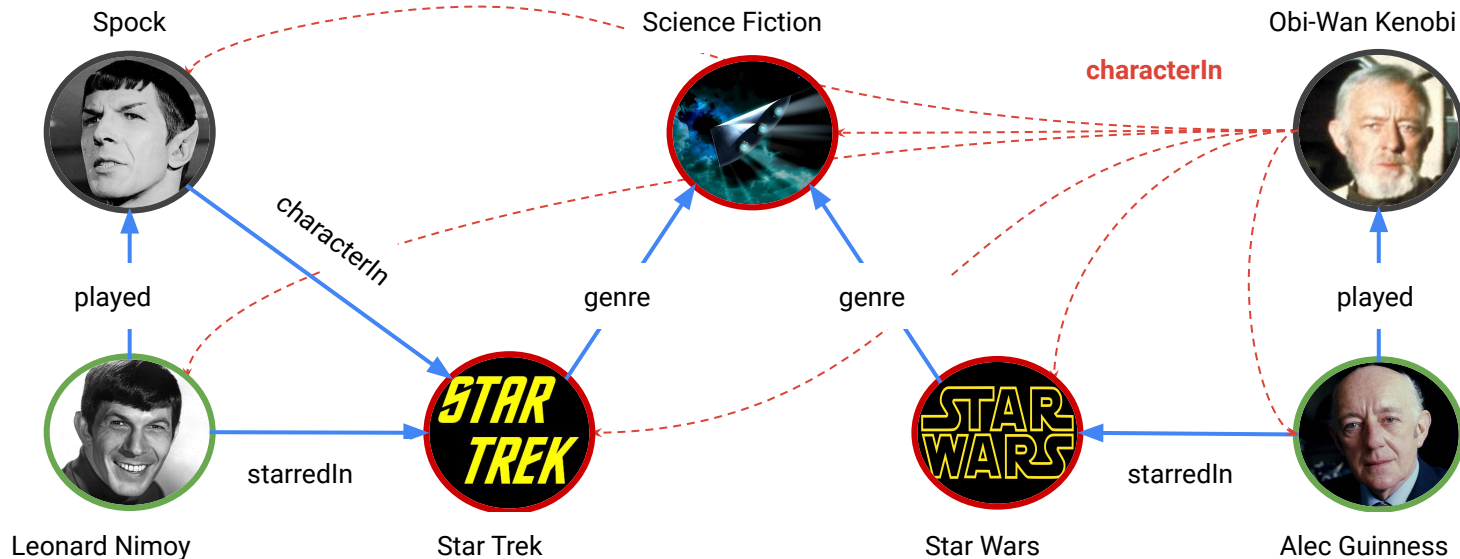 Spock
Science Fiction
Obi-Wan Kenobi
characterIn
characterIn
played
genre
genre
played
STAR
TREK
STAR
WARS
starredIn
starredIn
Leonard Nimoy
Star Trek
Star Wars
Alec Guinness